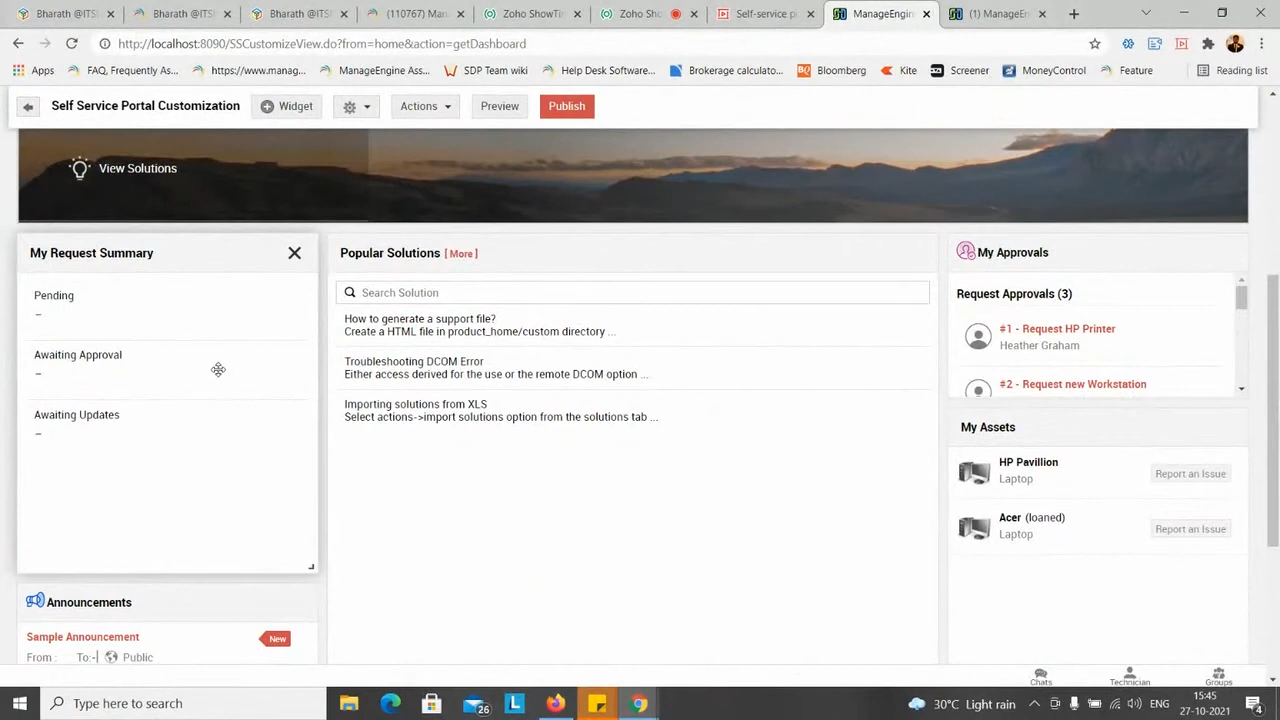 Bharath @ITS
Bharath @ITSI
Bharath @ITSI
(110767) Mar
Zoho ShowTim
Zoho Sho
Self-service p
ManageEngin
(1) ManageEn
http://localhost:8090/SSCustomizeView.do?from=home&action=getDashboard
Apps
FAQ, Frequently As...
https://www.manag...
ManageEngine Ass...
SDP Team wiki
Help Desk Software...
Brokerage calculato...
Bloomberg
Kite
Screener
MoneyControl
Feature
Reading list
Self Service Portal Customization
Widget
Actions
Preview
Publish
View Solutions
My Request Summary
Pending
–
Awaiting Approval
–
Awaiting Updates
–
Announcements
Sample Announcement
New
From : To:-| Public
Popular Solutions [ More ]
Search Solution
How to generate a support file?
Create a HTML file in product_home/custom directory ...
Troubleshooting DCOM Error
Either access derived for the use or the remote DCOM option ...
Importing solutions from XLS
Select actions->import solutions option from the solutions tab ...
My Approvals
Request Approvals (3)
#1 - Request HP Printer
Heather Graham
#2 - Request new Workstation
My Assets
HP Pavillion
Laptop
Report an Issue
Acer (loaned)
Laptop
Report an Issue
Chats
Technician
Groups
Type here to search
26
30°C Light rain
ENG
15:45
27-10-2021
4